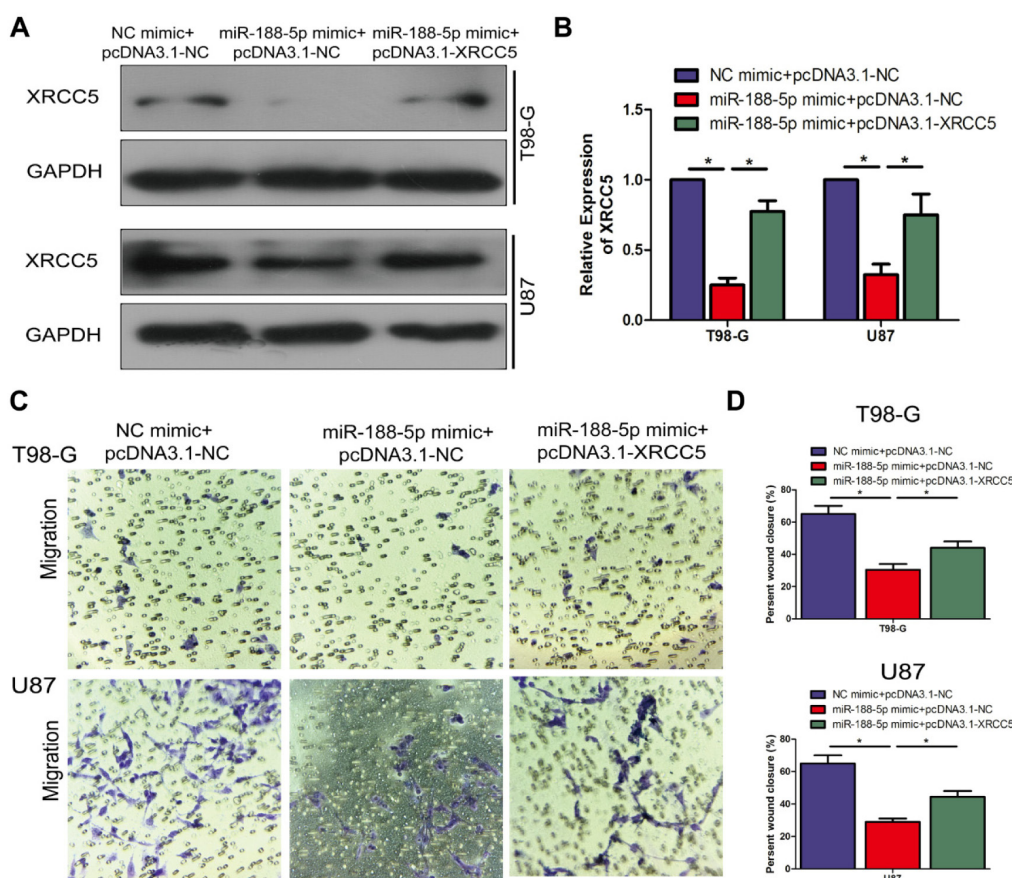 A
NC mimic+ miR-188-5p mimic+ miR-188-5p mimic+
pcDNA3.1-NC pcDNA3.1-NC pcDNA3.1-XRCC5
XRCC5
GAPDH
T98-G
XRCC5
GAPDH
U87
B
NC mimic+pcDNA3.1-NC
miR-188-5p mimic+pcDNA3.1-NC
miR-188-5p mimic+pcDNA3.1-XRCC5
Relative Expression
of XRCC5
1.5
1.0
0.5
0.0
* * * *
T98-G U87
C
NC mimic+ miR-188-5p mimic+ miR-188-5p mimic+
T98-G pcDNA3.1-NC pcDNA3.1-NC pcDNA3.1-XRCC5
Migration
U87
Migration
D
T98-G
NC mimic+pcDNA3.1-NC
miR-188-5p mimic+pcDNA3.1-NC
miR-188-5p mimic+pcDNA3.1-XRCC5
Percent wound closure (%)
80
60
40
20
0
* *
T98-G
U87
NC mimic+pcDNA3.1-NC
miR-188-5p mimic+pcDNA3.1-NC
miR-188-5p mimic+pcDNA3.1-XRCC5
Percent wound closure (%)
80
60
40
20
0
* *
U87